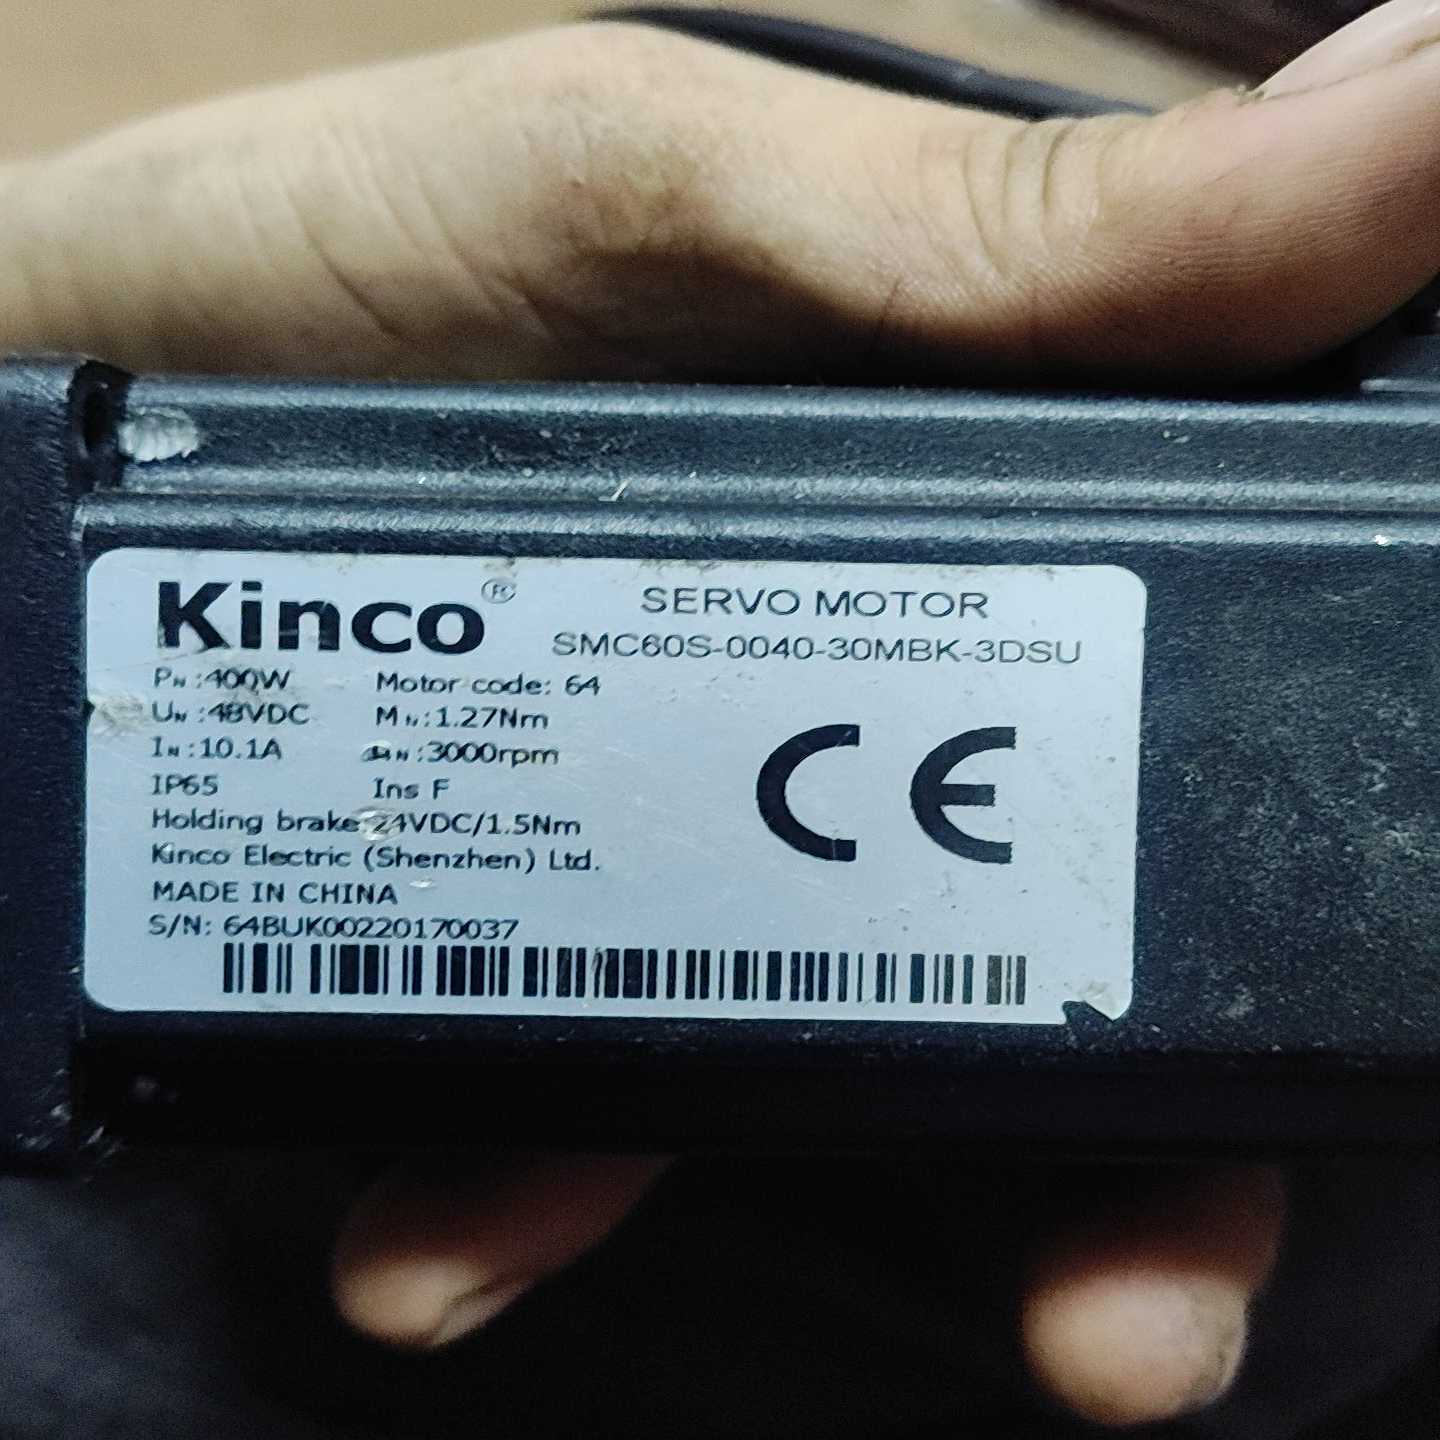 Kinco®
SERVO MOTOR
SMC60S-0040-30MBK-3DSU
PN:400W Motor code: 64
UN:48VDC MN:1.27Nm
IN:10.1A N:3000rpm
IP65 Ins F
Holding brake:24VDC/1.5Nm
Kinco Electric (Shenzhen) Ltd.
MADE IN CHINA
S/N: 64BUK00220170037
CE